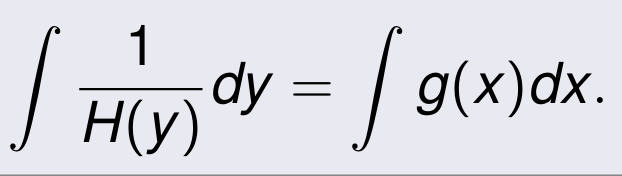 ∫ 1/H(y) dy = ∫ g(x)dx.